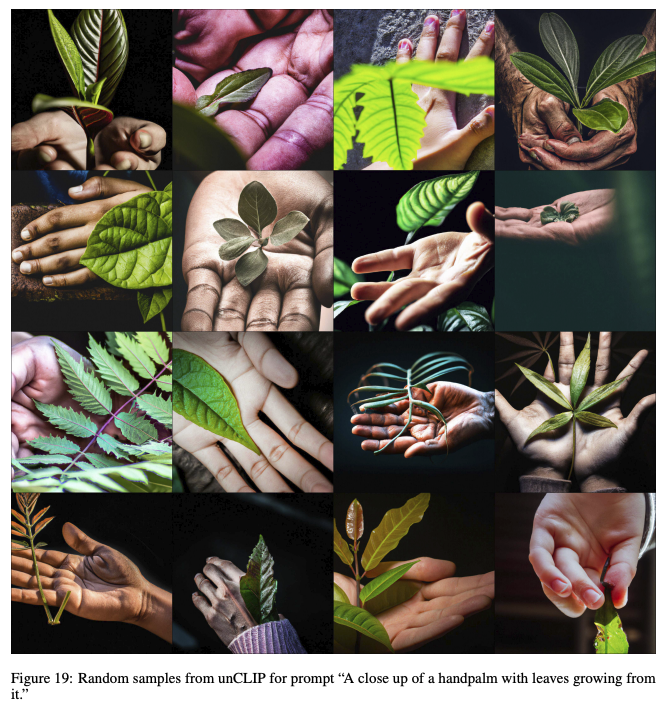 Figure 19: Random samples from unCLIP for prompt “A close up of a handpalm with leaves growing from
it.”